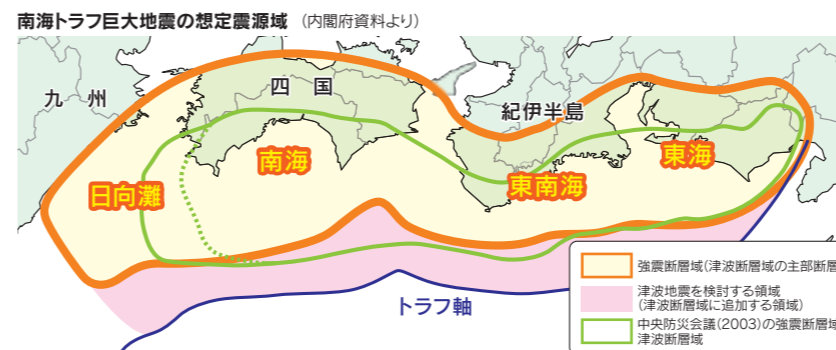 南海トラフ巨大地震の想定震源域 (内閣府資料より)
九 州
四 国
紀伊半島
日向灘
南海
東南海
東海
トラフ軸
強震断層域(津波断層域の主部断層
津波地震を検討する領域
(津波断層域に追加する領域)
中央防災会議(2003)の強震断層域
津波断層域